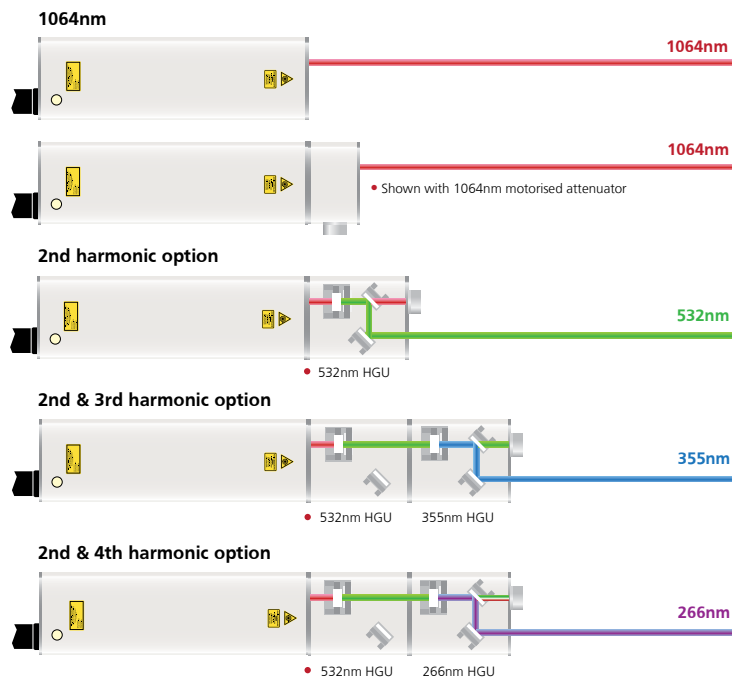 1064nm
1064nm
1064nm
• Shown with 1064nm motorised attenuator
2nd harmonic option
532nm
• 532nm HGU
2nd & 3rd harmonic option
355nm
• 532nm HGU 355nm HGU
2nd & 4th harmonic option
266nm
• 532nm HGU 266nm HGU